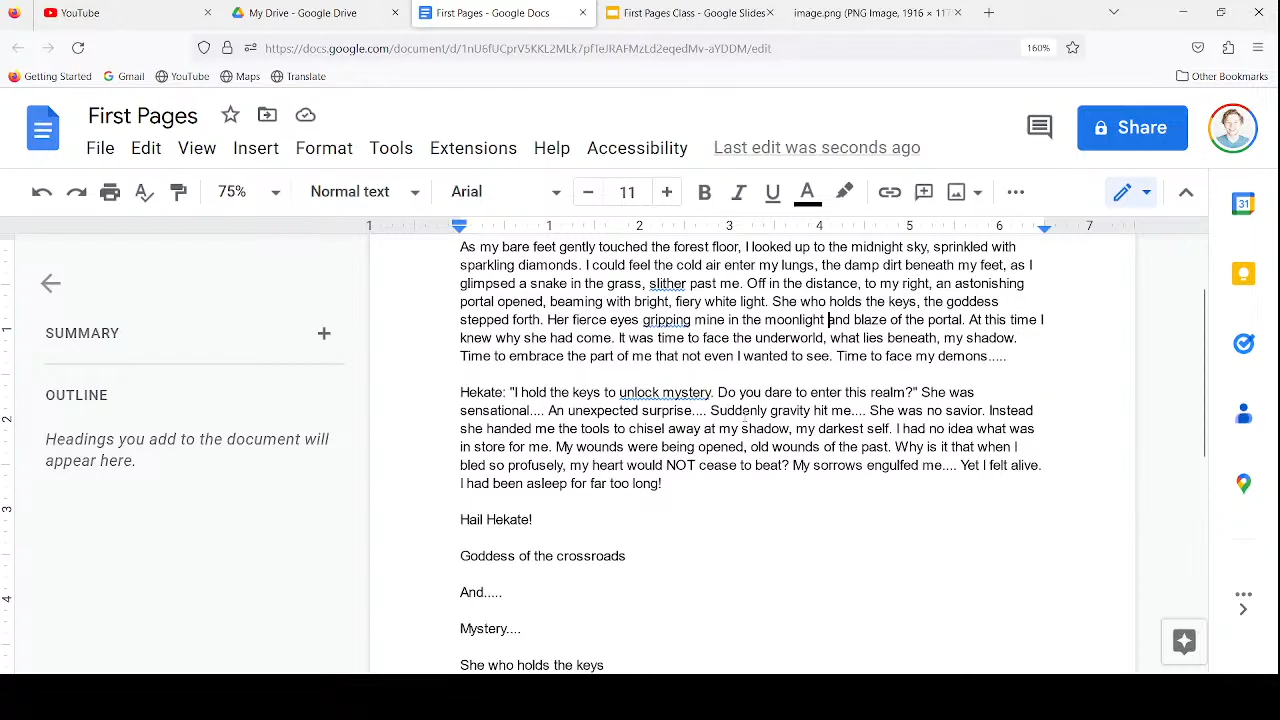 YouTube
My Drive - Google Drive
First Pages - Google Docs
First Pages Class - Google Slides
image.png (PNG Image, 1916 × 117
https://docs.google.com/document/d/
160%
Getting Started
Gmail
YouTube
Maps
Translate
Other Bookmarks
First Pages
Share
File Edit View Insert Format Tools Extensions Help Accessibility Last edit was seconds ago
75% Normal text Arial 11 B I U A
31
1 1 2 3 4 5 6 7
As my bare feet gently touched the forest floor, I looked up to the midnight sky, sprinkled with
sparkling diamonds. I could feel the cold air enter my lungs, the damp dirt beneath my feet, as I
glimpsed a snake in the grass, slither past me. Off in the distance, to my right, an astonishing
portal opened, beaming with bright, fiery white light. She who holds the keys, the goddess
stepped forth. Her fierce eyes gripping mine in the moonlight and blaze of the portal. At this time I
knew why she had come. It was time to face the underworld, what lies beneath, my shadow.
Time to embrace the part of me that not even I wanted to see. Time to face my demons.....
SUMMARY
OUTLINE
Headings you add to the document will
appear here.
Hekate: "I hold the keys to unlock mystery. Do you dare to enter this realm?" She was
sensational.... An unexpected surprise.... Suddenly gravity hit me.... She was no savior. Instead
she handed me the tools to chisel away at my shadow, my darkest self. I had no idea what was
in store for me. My wounds were being opened, old wounds of the past. Why is it that when I
bled so profusely, my heart would NOT cease to beat? My sorrows engulfed me.... Yet I felt alive.
I had been asleep for far too long!
Hail Hekate!
Goddess of the crossroads
And.....
Mystery....
She who holds the keys
1
2
3
4